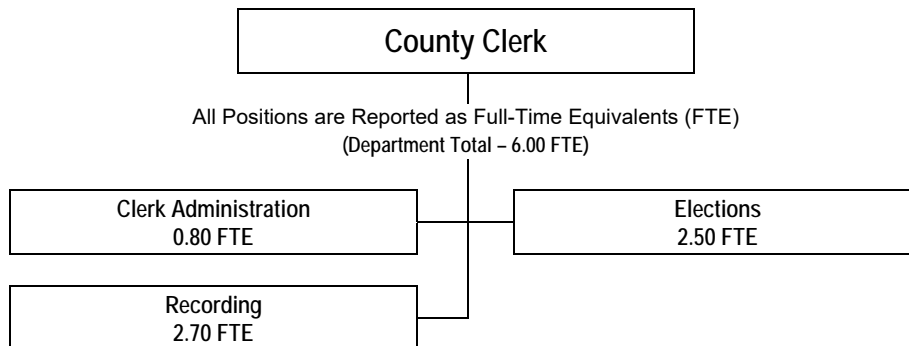 County Clerk
All Positions are Reported as Full-Time Equivalents (FTE)
(Department Total – 6.00 FTE)
Clerk Administration
0.80 FTE
Elections
2.50 FTE
Recording
2.70 FTE